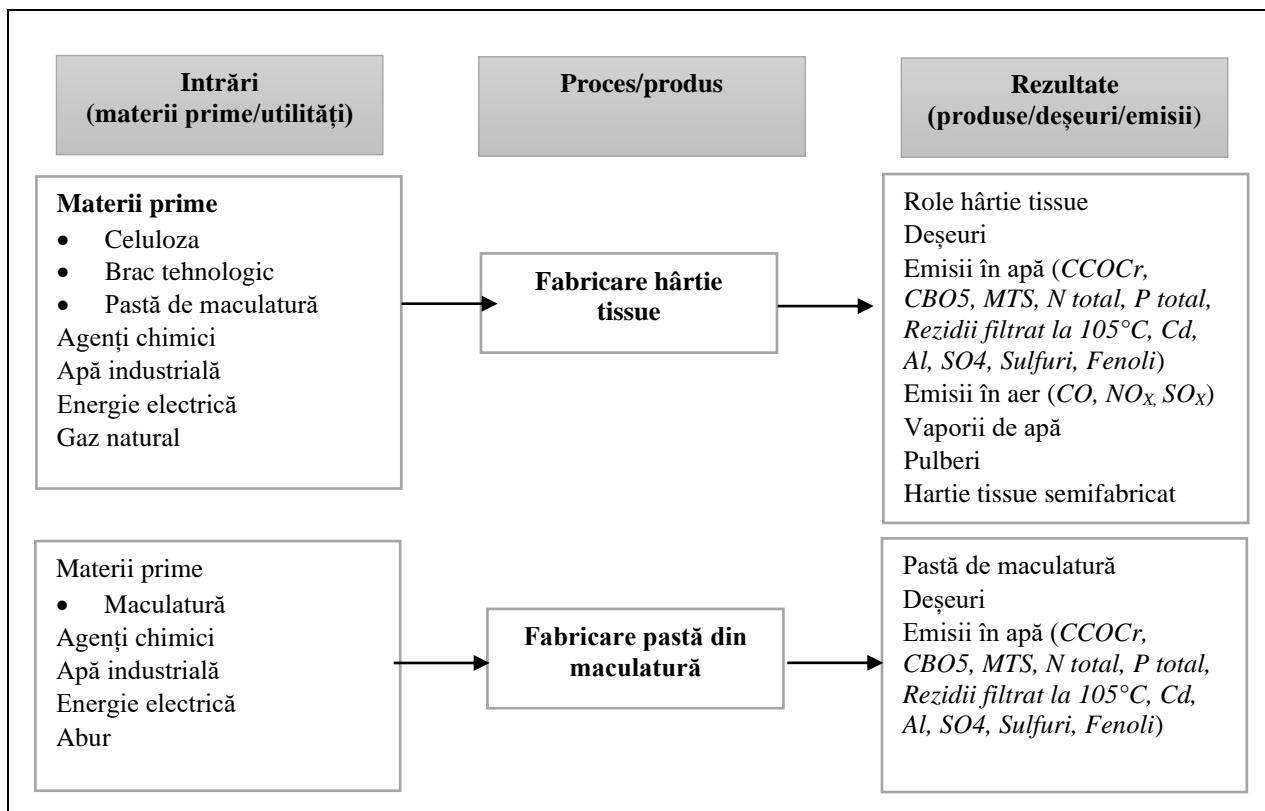 Intrări
(materii prime/utilități)
Proces/produs
Rezultate
(produse/deșeuri/emisii)
Materii prime
• Celuloza
• Brac tehnologic
• Pastă de maculatură
Agenți chimici
Apă industrială
Energie electrică
Gaz natural
Fabricare hârtie
tissue
Role hârtie tissue
Deșeuri
Emisii în apă (CCOCr,
CBO5, MTS, N total, P total,
Rezidii filtrat la 105°C, Cd,
Al, SO4, Sulfuri, Fenoli)
Emisii în aer (CO, NOX, SOX)
Vaporii de apă
Pulberi
Hartie tissue semifabricat
Materii prime
• Maculatură
Agenți chimici
Apă industrială
Energie electrică
Abur
Fabricare pastă din
maculatură
Pastă de maculatură
Deșeuri
Emisii în apă (CCOCr,
CBO5, MTS, N total, P total,
Rezidii filtrat la 105°C, Cd,
Al, SO4, Sulfuri, Fenoli)